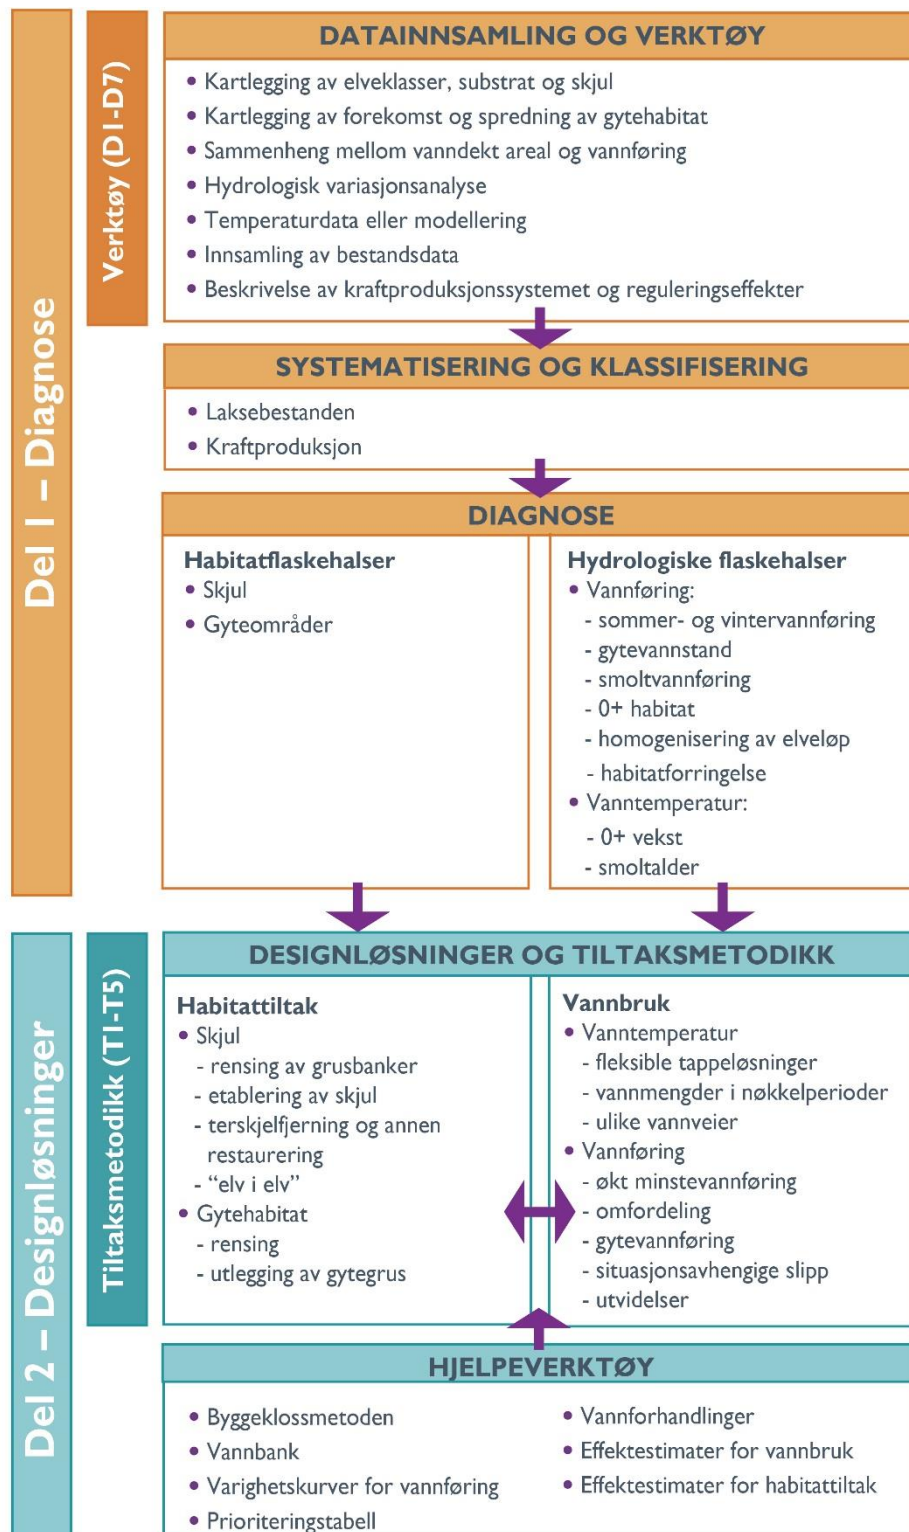 Del 1 – Diagnose
Verktøy (D1-D7)
DATAINNSAMLING OG VERKTØY
• Kartlegging av elveklasser, substrat og skjul
• Kartlegging av forekomst og spredning av gytehabitat
• Sammenheng mellom vanndekt areal og vannføring
• Hydrologisk variasjonsanalyse
• Temperaturdata eller modellering
• Innsamling av bestandsdata
• Beskrivelse av kraftproduksjonssystemet og reguleringseffekter
SYSTEMATISERING OG KLASSIFISERING
• Laksebestanden
• Kraftproduksjon
DIAGNOSE
Habitatflaskehalser
• Skjul
• Gyteområder
Hydrologiske flaskehalser
• Vannføring:
- sommer- og vintervannføring
- gytevannstand
- smoltvannføring
- 0+ habitat
- homogenisering av elveløp
- habitatforringelse
• Vanntemperatur:
- 0+ vekst
- smoltalder
Del 2 – Designløsninger
Tiltaksmetodikk (T1-T5)
DESIGNLØSNINGER OG TILTAKSMETODIKK
Habitattiltak
• Skjul
- rensing av grusbanker
- etablering av skjul
- terskjelfjerning og annen
restaurering
- “elv i elv”
• Gytehabitat
- rensing
- utlegging av gytegrus
Vannbruk
• Vanntemperatur
- fleksible tappeløsninger
- vannmengder i nøkkelperioder
- ulike vannveier
• Vannføring
- økt minstevannføring
- omfordeling
- gytevannføring
- situasjonsavhengige slipp
- utvidelser
HJELPEVERKTØY
• Byggeklossmetoden
• Vannbank
• Varighetskurver for vannføring
• Prioriteringstabell
• Vannforhandlinger
• Effektestimater for vannbruk
• Effektestimater for habitattiltak